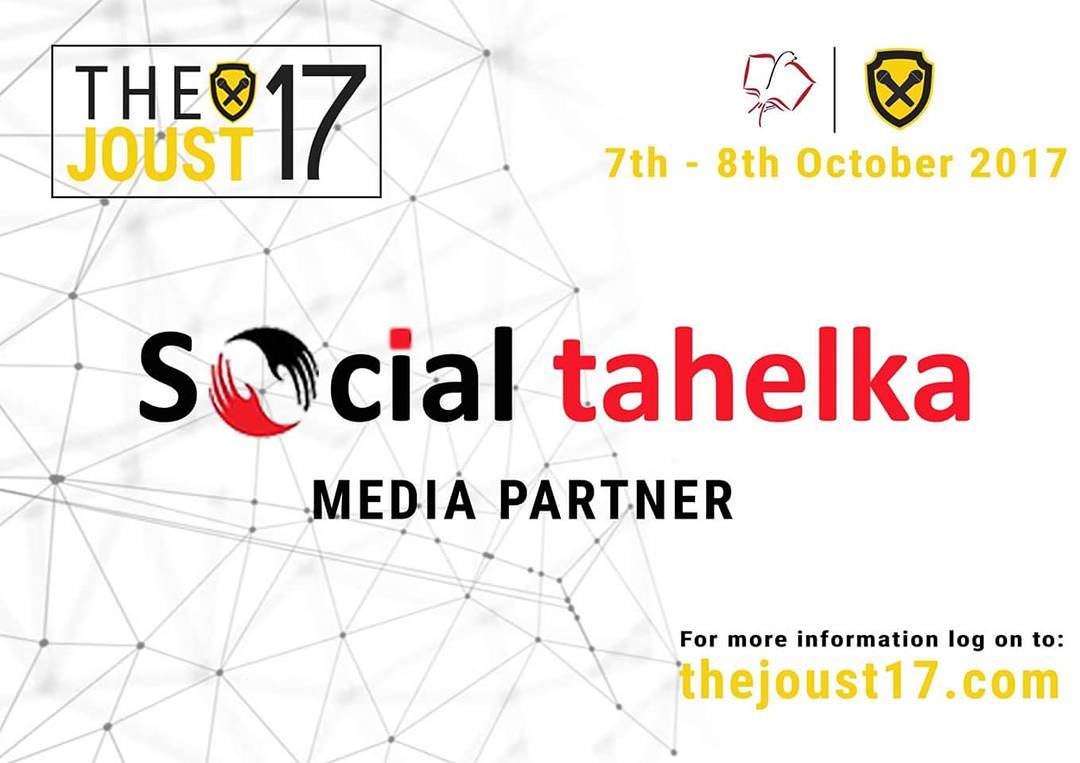 THE
JOUST 17
7th - 8th October 2017
Social tahelka
MEDIA PARTNER
For more information log on to:
thejoust17.com